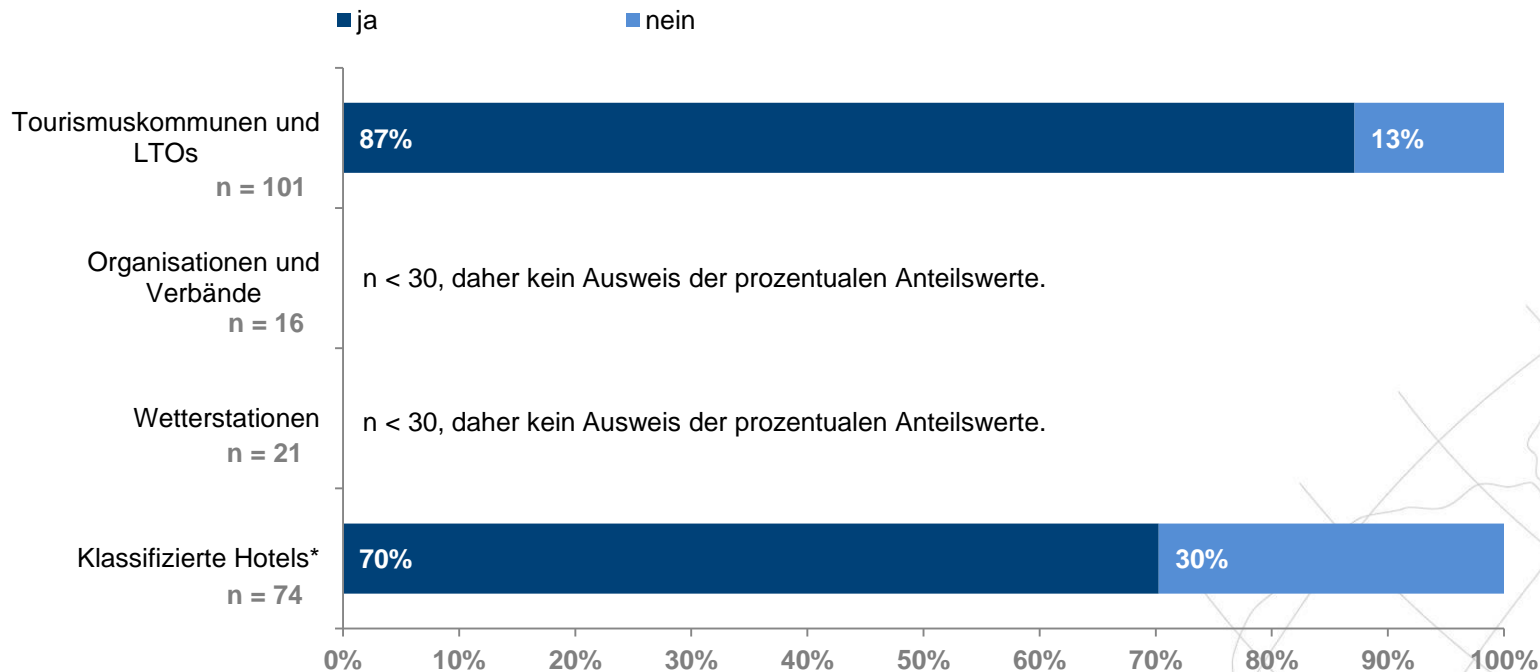 ja nein
Tourismuskommunen und
LTOs
n = 101
87% 13%
Organisationen und
Verbände
n = 16
n < 30, daher kein Ausweis der prozentualen Anteilswerte.
Wetterstationen
n = 21
n < 30, daher kein Ausweis der prozentualen Anteilswerte.
Klassifizierte Hotels*
n = 74
70% 30%
0% 10% 20% 30% 40% 50% 60% 70% 80% 90% 100%